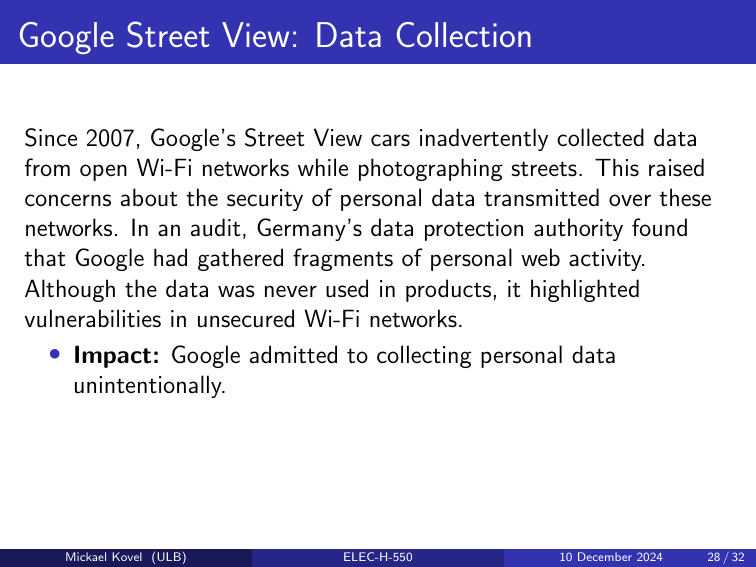 Google Street View: Data Collection
Since 2007, Google's Street View cars inadvertently collected data
from open Wi-Fi networks while photographing streets. This raised
concerns about the security of personal data transmitted over these
networks. In an audit, Germany's data protection authority found
that Google had gathered fragments of personal web activity.
Although the data was never used in products, it highlighted
vulnerabilities in unsecured Wi-Fi networks.
• Impact: Google admitted to collecting personal data
unintentionally.
Mickael Kovel (ULB) ELEC-H-550 10 December 2024 28 / 32